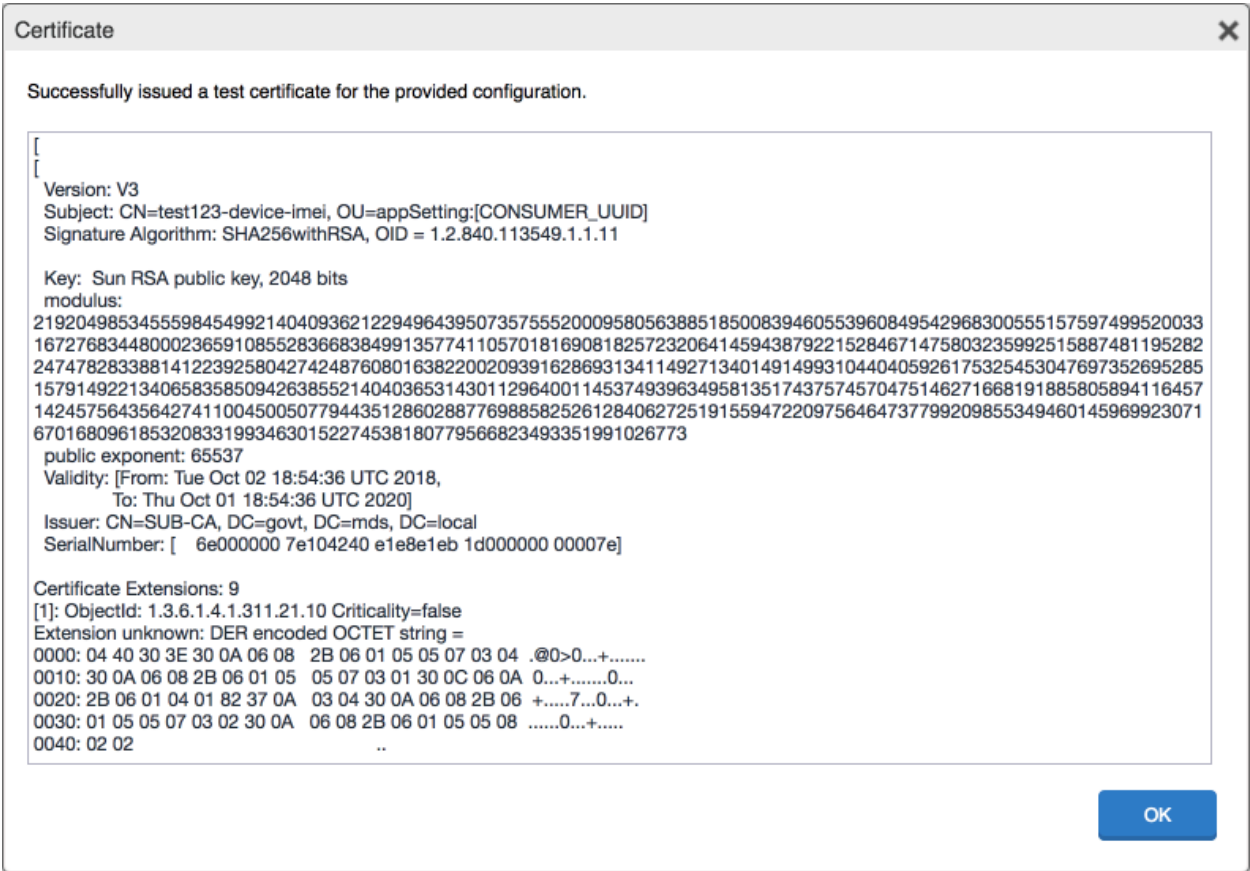 Certificate
Successfully issued a test certificate for the provided configuration.
[
[
Version: V3
Subject: CN=test123-device-imei, OU=appSetting:[CONSUMER_UUID]
Signature Algorithm: SHA256withRSA, OID = 1.2.840.113549.1.1.11
Key: Sun RSA public key, 2048 bits
modulus:
219204985345559845499214040936212294964395073575552000958056388518500839460553960849542968300555157597499520033
167276834480002365910855283668384991357741105701816908182572320641459438792215284671475803235992515887481195282
247478283388141223925804274248760801638220020939162869313411492713401491499310440405926175325453047697352695285
157914922134065835850942638552140403653143011296400114537493963495813517437574570475146271668191885805894116457
142457564356427411004500507794435128602887769885825261284062725191559472209756464737799209855349460145969923071
670168096185320833199346301522745381807795668234933519910 26773
public exponent: 65537
Validity: [From: Tue Oct 02 18:54:36 UTC 2018,
To: Thu Oct 01 18:54:36 UTC 2020]
Issuer: CN=SUB-CA, DC=govt, DC=mds, DC=local
SerialNumber: [ 6e000000 7e104240 e1e8e1eb 1d000000 00007e]
Certificate Extensions: 9
[1]: ObjectId: 1.3.6.1.4.1.311.21.10 Criticality=false
Extension unknown: DER encoded OCTET string =
0000: 04 40 30 3E 30 0A 06 08 2B 06 01 05 05 07 03 04 .@0>0...+.......
0010: 30 0A 06 08 2B 06 01 05 05 07 03 01 30 0C 06 0A 0...+.......0...
0020: 2B 06 01 04 01 82 37 0A 03 04 30 0A 06 08 2B 06 +.....7...0...+.
0030: 01 05 05 07 03 02 30 0A 06 08 2B 06 01 05 05 08 ......0...+.....
0040: 02 02 ..
OK